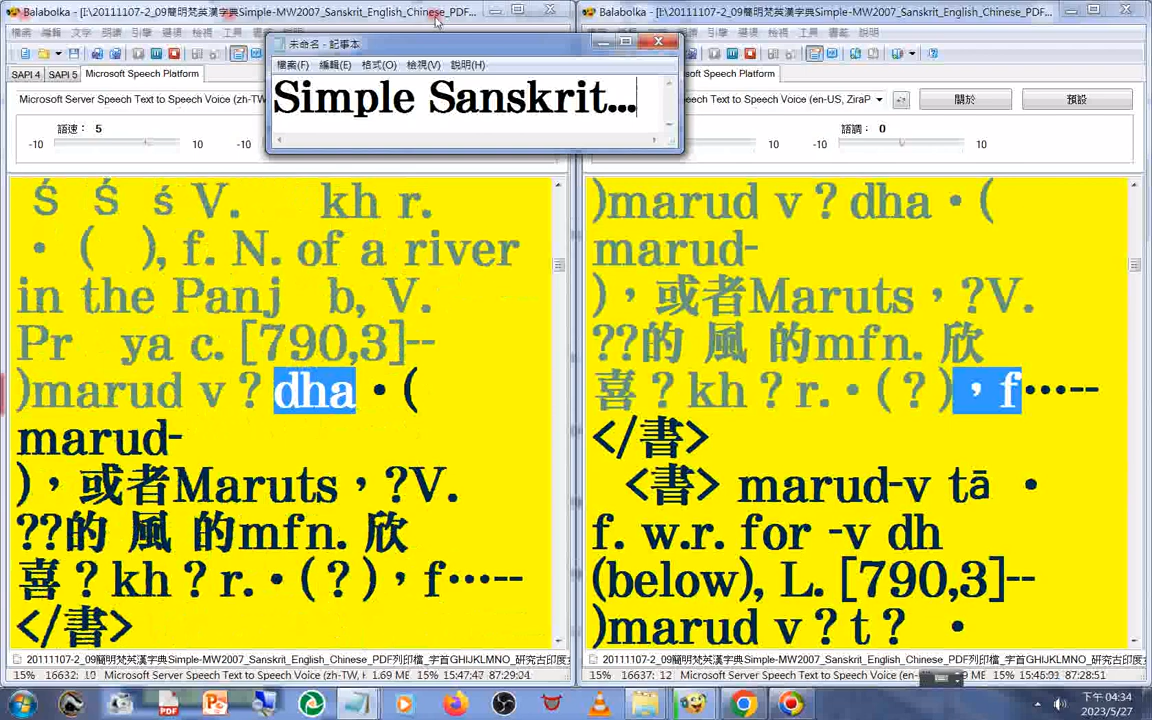 Balabolka - [I:\20111107-2_09簡明梵英漢字典Simple-MW2007_Sanskrit_English_Chinese_PDF...
Balabolka - [I:\20111107-2_09簡明梵英漢字典Simple-MW2007_Sanskrit_English_Chinese_PDF...
未命名 - 記事本
檔案(F) 編輯(E) 格式(O) 檢視(V) 說明(H)
Simple Sanskrit...
SAPI 4 SAPI 5 Microsoft Speech Platform
Speech Platform
Microsoft Server Speech Text to Speech Voice (zh-TW,
ech Text to Speech Voice (en-US, ZiraP
關於
預設
語速： 5
-10 10 -10
語調： 0
10 -10 10
Ś Ś ś V. kh r.
• ( ), f. N. of a river
in the Panj b, V.
Pr ya c. [790,3]--
)marud v？dha•(
marud-
)，或者Maruts，?V.
??的 風 的mfn. 欣
喜？kh？r.•(？)，f…--
</書>
)marud v？dha•(
marud-
)，或者Maruts，?V.
??的 風 的mfn. 欣
喜？kh？r.•(？)，f…--
</書>
<書> marud-v tā •
f. w.r. for -v dh
(below), L. [790,3]--
)marud v？t？ •
20111107-2_09簡明梵英漢字典Simple-MW2007_Sanskrit_English_Chinese_PDF列印檔_字首GHIJKLMNO_研究古印度
20111107-2_09簡明梵英漢字典Simple-MW2007_Sanskrit_English_Chinese_PDF列印檔_字首GHIJKLMNO_研究古印度
15% 16632: 10 Microsoft Server Speech Text to Speech Voice (zh-TW, 1.69 MB 15% 15:47:47 87:29:04
15% 16637: 12 Microsoft Server Speech Text to Speech Voice 1.69 MB 15% 15:45:31 87:28:51
下午 04:34
2023/5/27